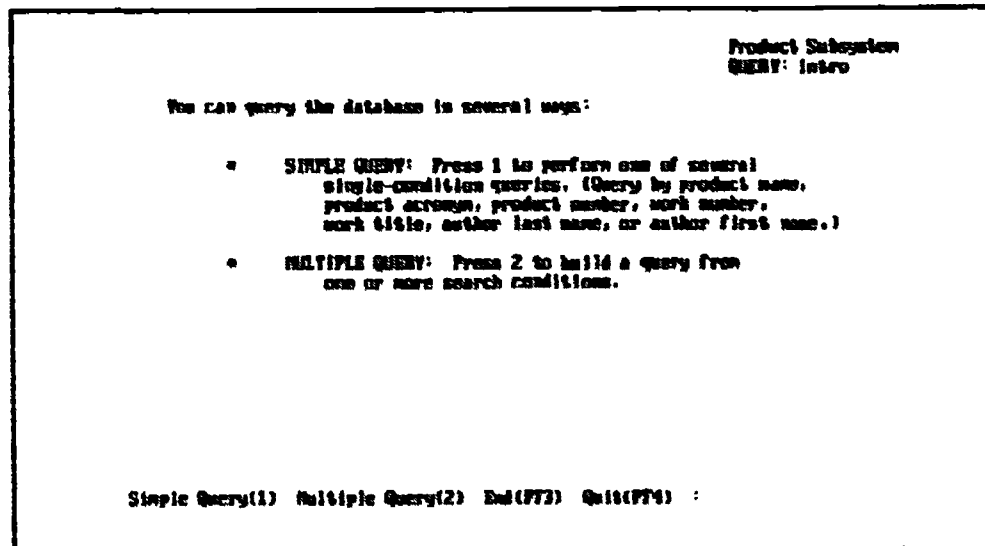 Product Subsystem
QUERY: Intro
You can query the database in several ways:
* SIMPLE QUERY: Press 1 to perform one of several
single-condition queries. (Query by product name,
product acronym, product number, work number,
work title, author last name, or author first name.)
* MULTIPLE QUERY: Press 2 to build a query from
one or more search conditions.
Simple Query(1) Multiple Query(2) End(PF3) Quit(PF4) :